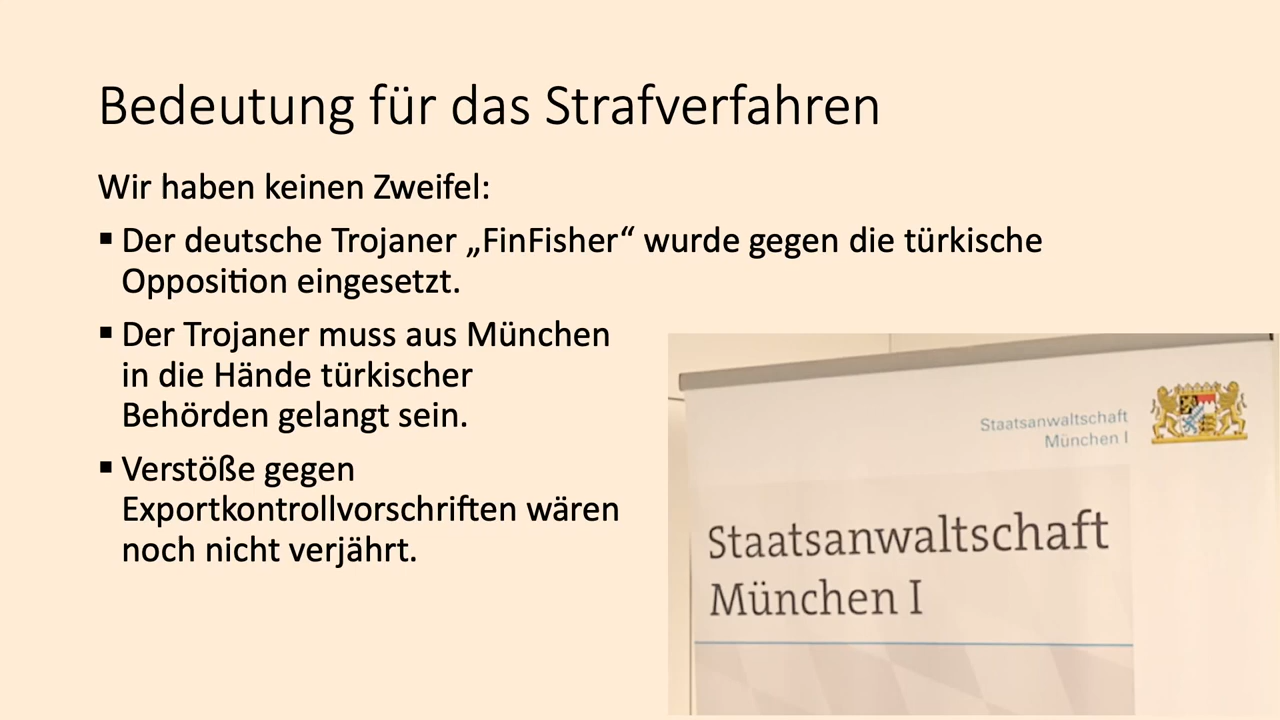 Bedeutung für das Strafverfahren
Wir haben keinen Zweifel:
▪ Der deutsche Trojaner „FinFisher“ wurde gegen die türkische
Opposition eingesetzt.
▪ Der Trojaner muss aus München
in die Hände türkischer
Behörden gelangt sein.
▪ Verstöße gegen
Exportkontrollvorschriften wären
noch nicht verjährt.
Staatsanwaltschaft
München I
Staatsanwaltschaft
München I